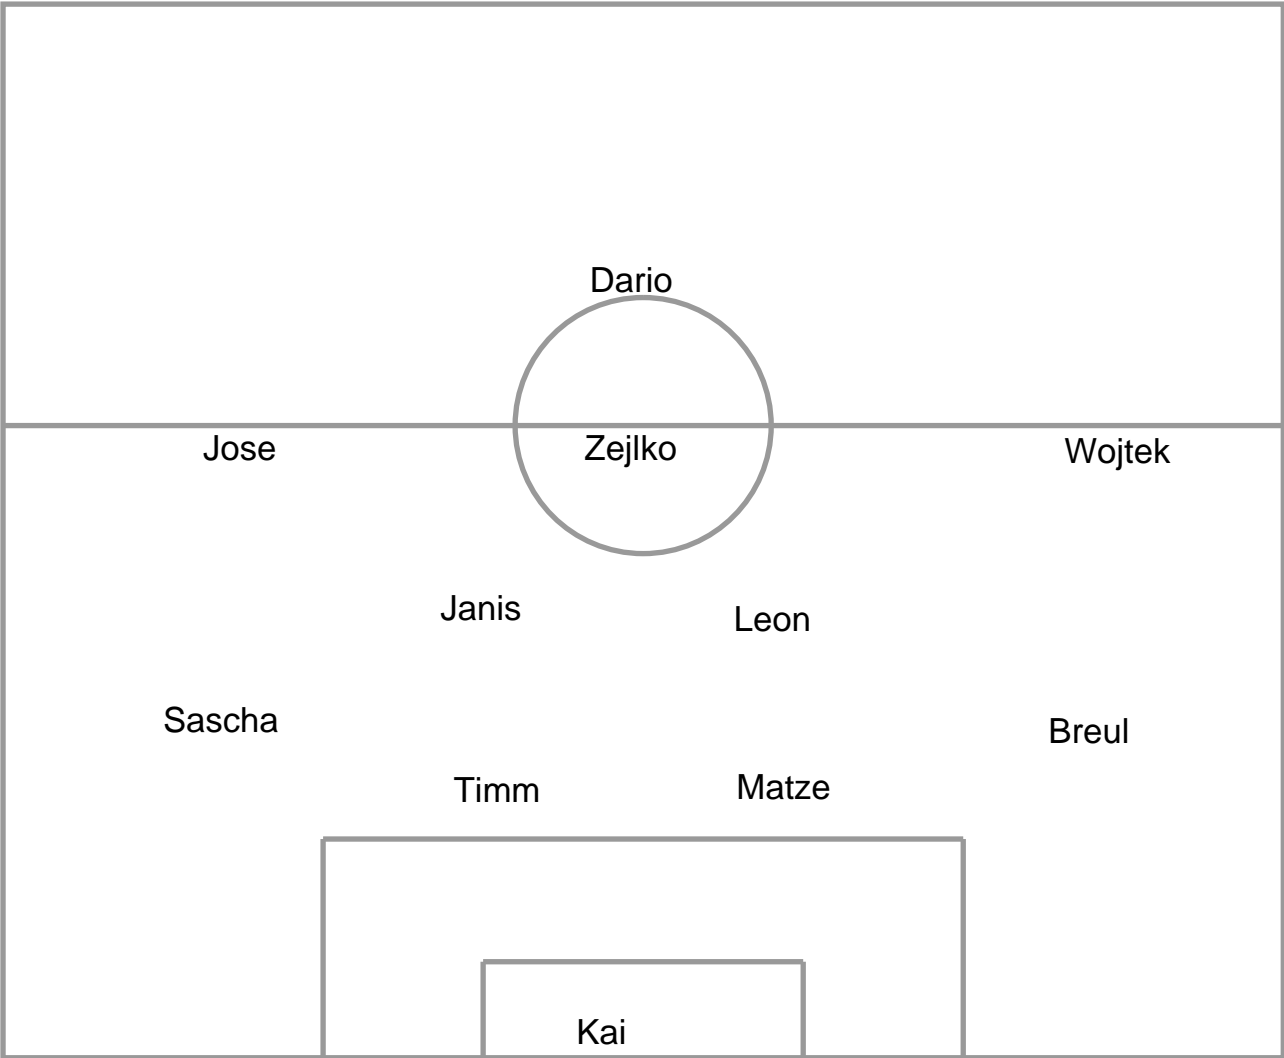 Dario
Jose Zejlko Wojtek
Janis Leon
Sascha Breul
Timm Matze
Kai